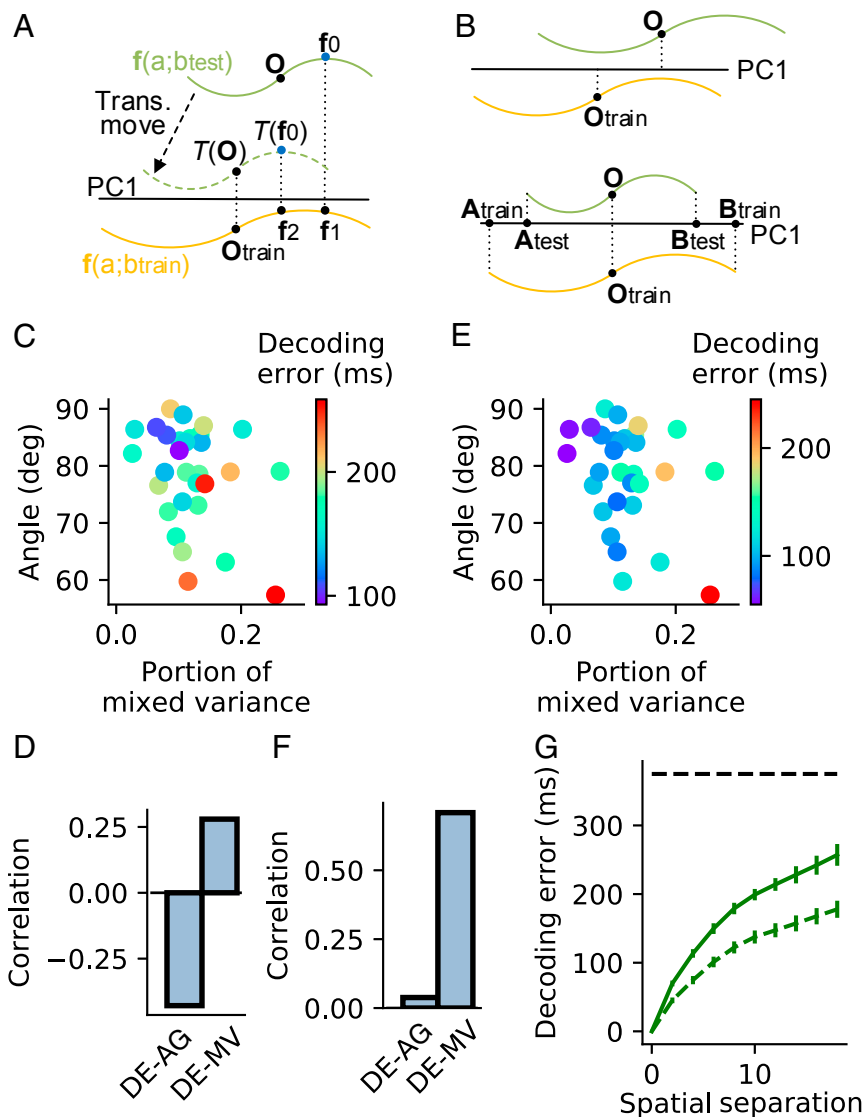 A
f(a;btest)
O
f0
Trans.
move
T(O)
T(f0)
PC1
Otrain
f2
f1
f(a;btrain)
B
O
PC1
Otrain
O
Atrain
Btrain
Atest
Btest
PC1
Otrain
C
Decoding
error (ms)
90
80
70
60
Angle (deg)
0.0
0.2
Portion of
mixed variance
200
100
E
Decoding
error (ms)
90
80
70
60
Angle (deg)
0.0
0.2
Portion of
mixed variance
200
100
D
Correlation
0.25
0.00
−0.25
DE-AG
DE-MV
F
Correlation
0.50
0.25
0.00
DE-AG
DE-MV
G
Decoding error (ms)
300
200
100
0
0
10
Spatial separation